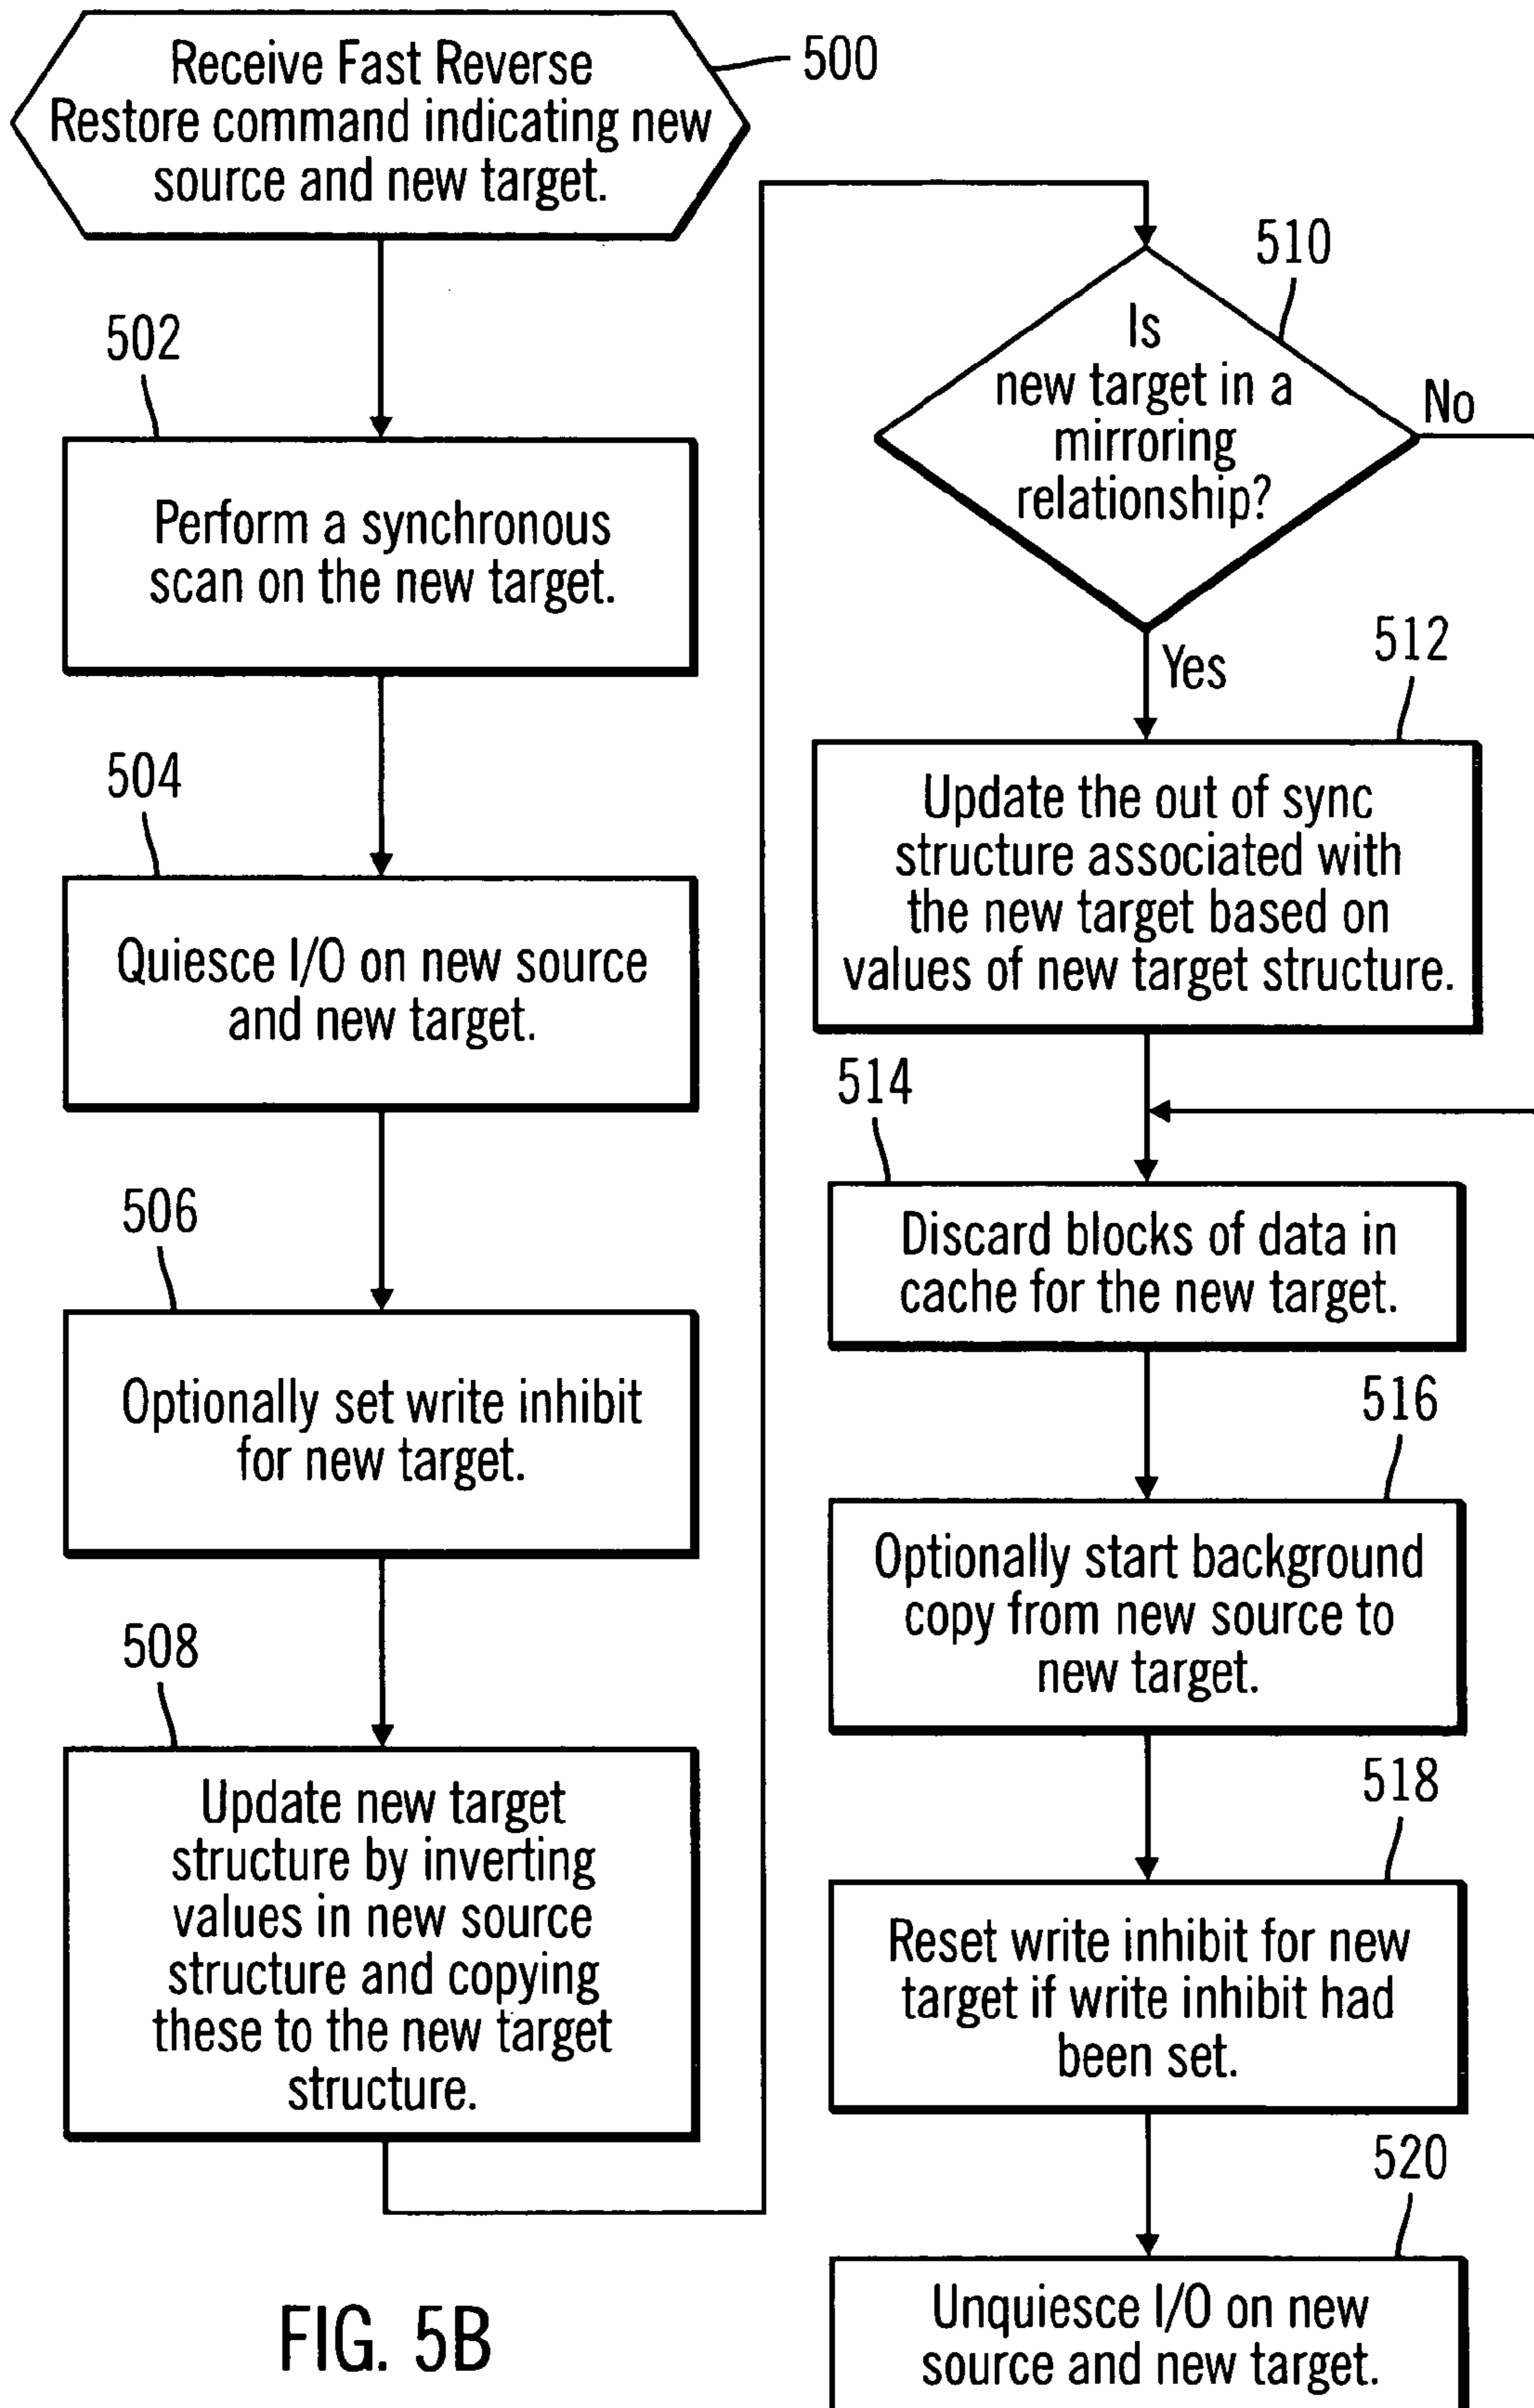 Receive Fast Reverse
Restore command indicating new
source and new target.
500
502
Perform a synchronous
scan on the new target.
504
Quiesce I/O on new source
and new target.
506
Optionally set write inhibit
for new target.
508
Update new target
structure by inverting
values in new source
structure and copying
these to the new target
structure.
510
Is
new target in a
mirroring
relationship?
No
Yes
512
Update the out of sync
structure associated with
the new target based on
values of new target structure.
514
Discard blocks of data in
cache for the new target.
516
Optionally start background
copy from new source to
new target.
518
Reset write inhibit for new
target if write inhibit had
been set.
520
Unquiesce I/O on new
source and new target.
FIG. 5B